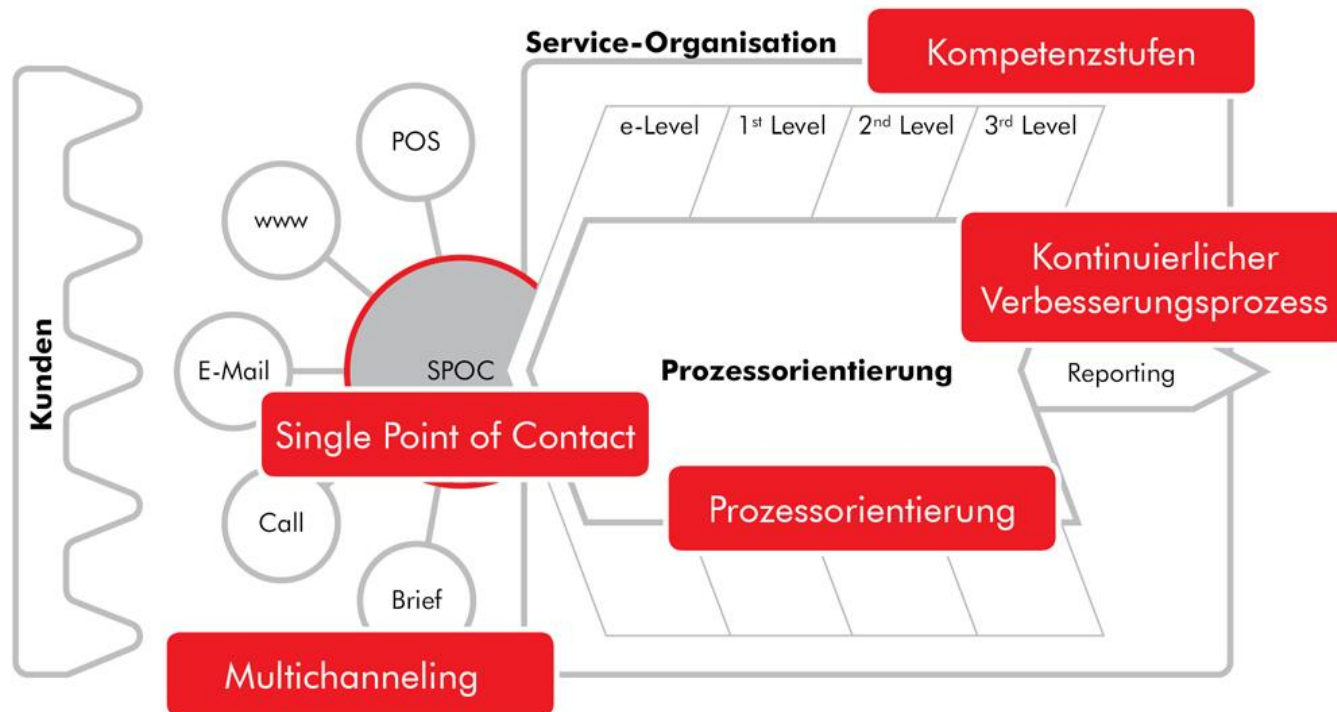 Service-Organisation
Kompetenzstufen
e-Level
1st Level
2nd Level
3rd Level
POS
www
Kontinuierlicher
Verbesserungsprozess
Kunden
E-Mail
SPOC
Prozessorientierung
Reporting
Single Point of Contact
Prozessorientierung
Call
Brief
Multichanneling